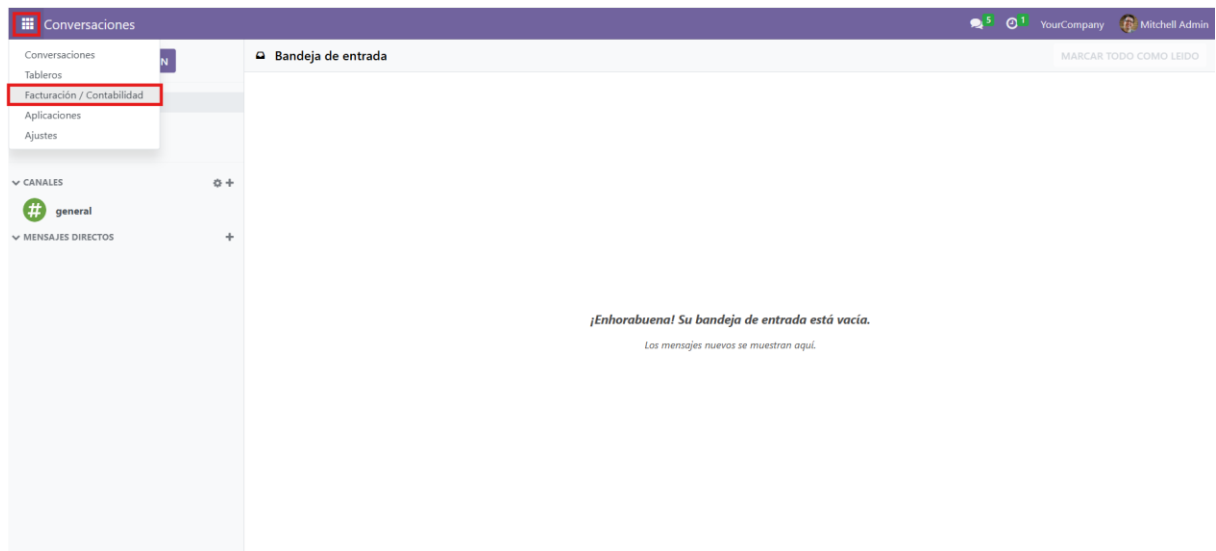 Conversaciones
5
1
YourCompany
Mitchell Admin
Conversaciones
Tableros
Facturación / Contabilidad
Aplicaciones
Ajustes
N
Bandeja de entrada
MARCAR TODO COMO LEIDO
CANALES
general
MENSAJES DIRECTOS
¡Enhorabuena! Su bandeja de entrada está vacía.
Los mensajes nuevos se muestran aquí.